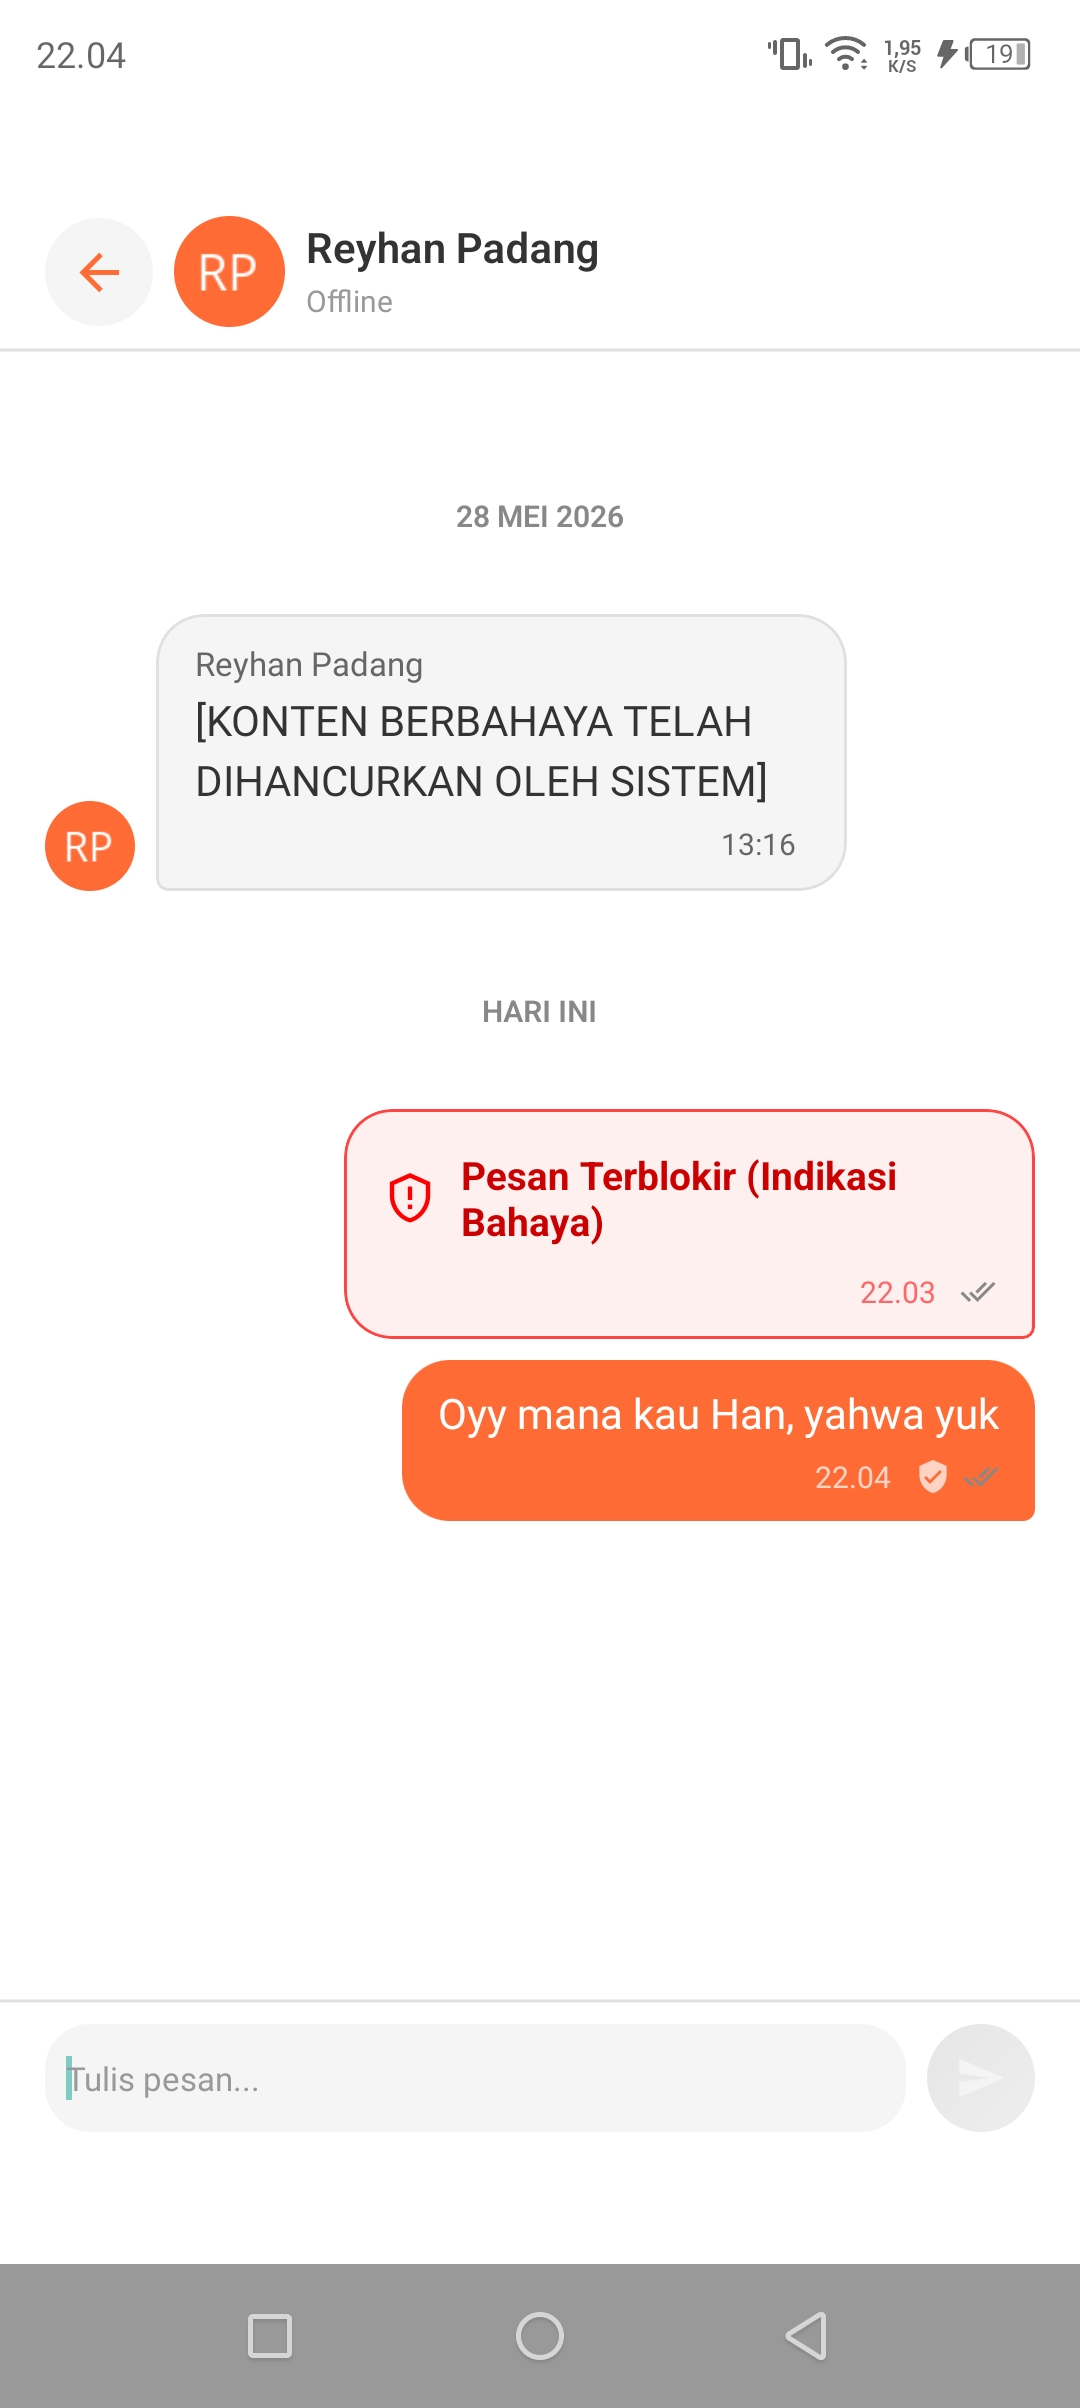 22.04
1,95
K/S
19
RP
Reyhan Padang
Offline
28 MEI 2026
Reyhan Padang
[KONTEN BERBAHAYA TELAH
DIHANCURKAN OLEH SISTEM]
13:16
RP
HARI INI
Pesan Terblokir (Indikasi
Bahaya)
22.03
Oyy mana kau Han, yahwa yuk
22.04
Tulis pesan...